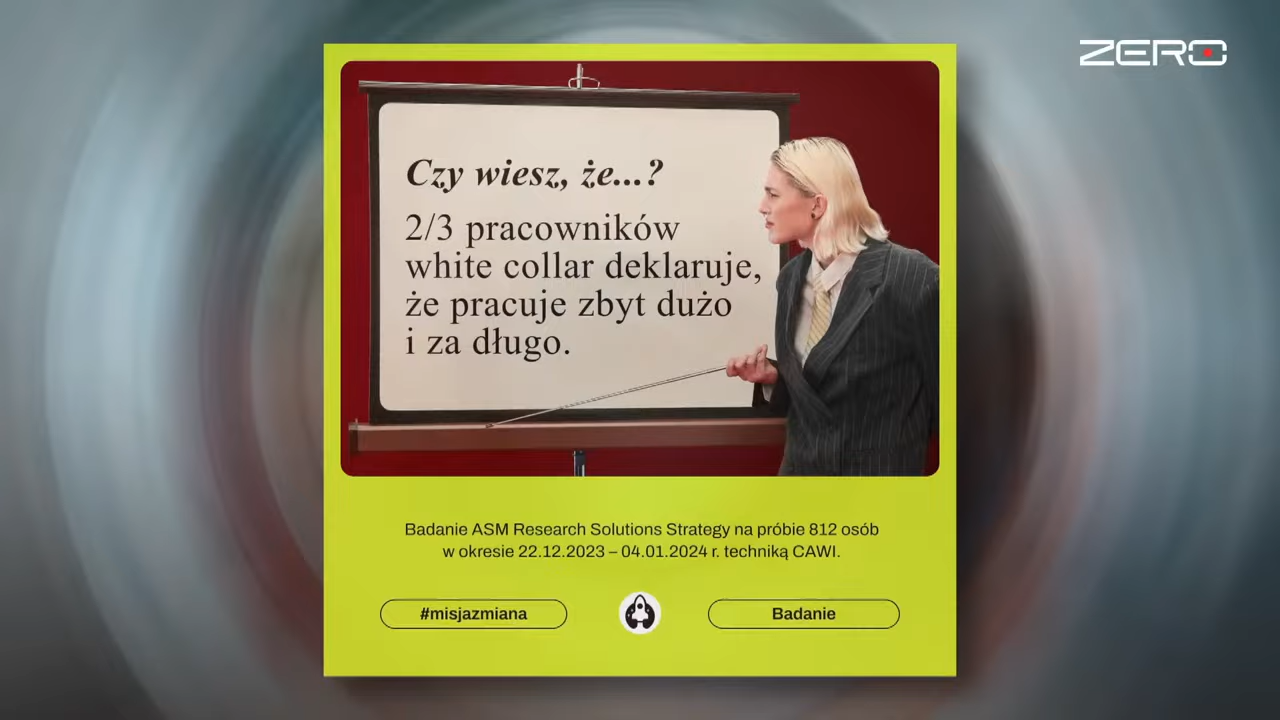 ZERO
Czy wiesz, że...?
2/3 pracowników
white collar deklaruje,
że pracuje zbyt dużo
i za długo.
Badanie ASM Research Solutions Strategy na próbie 812 osób
w okresie 22.12.2023 – 04.01.2024 r. techniką CAWI.
#misjazmiana
Badanie